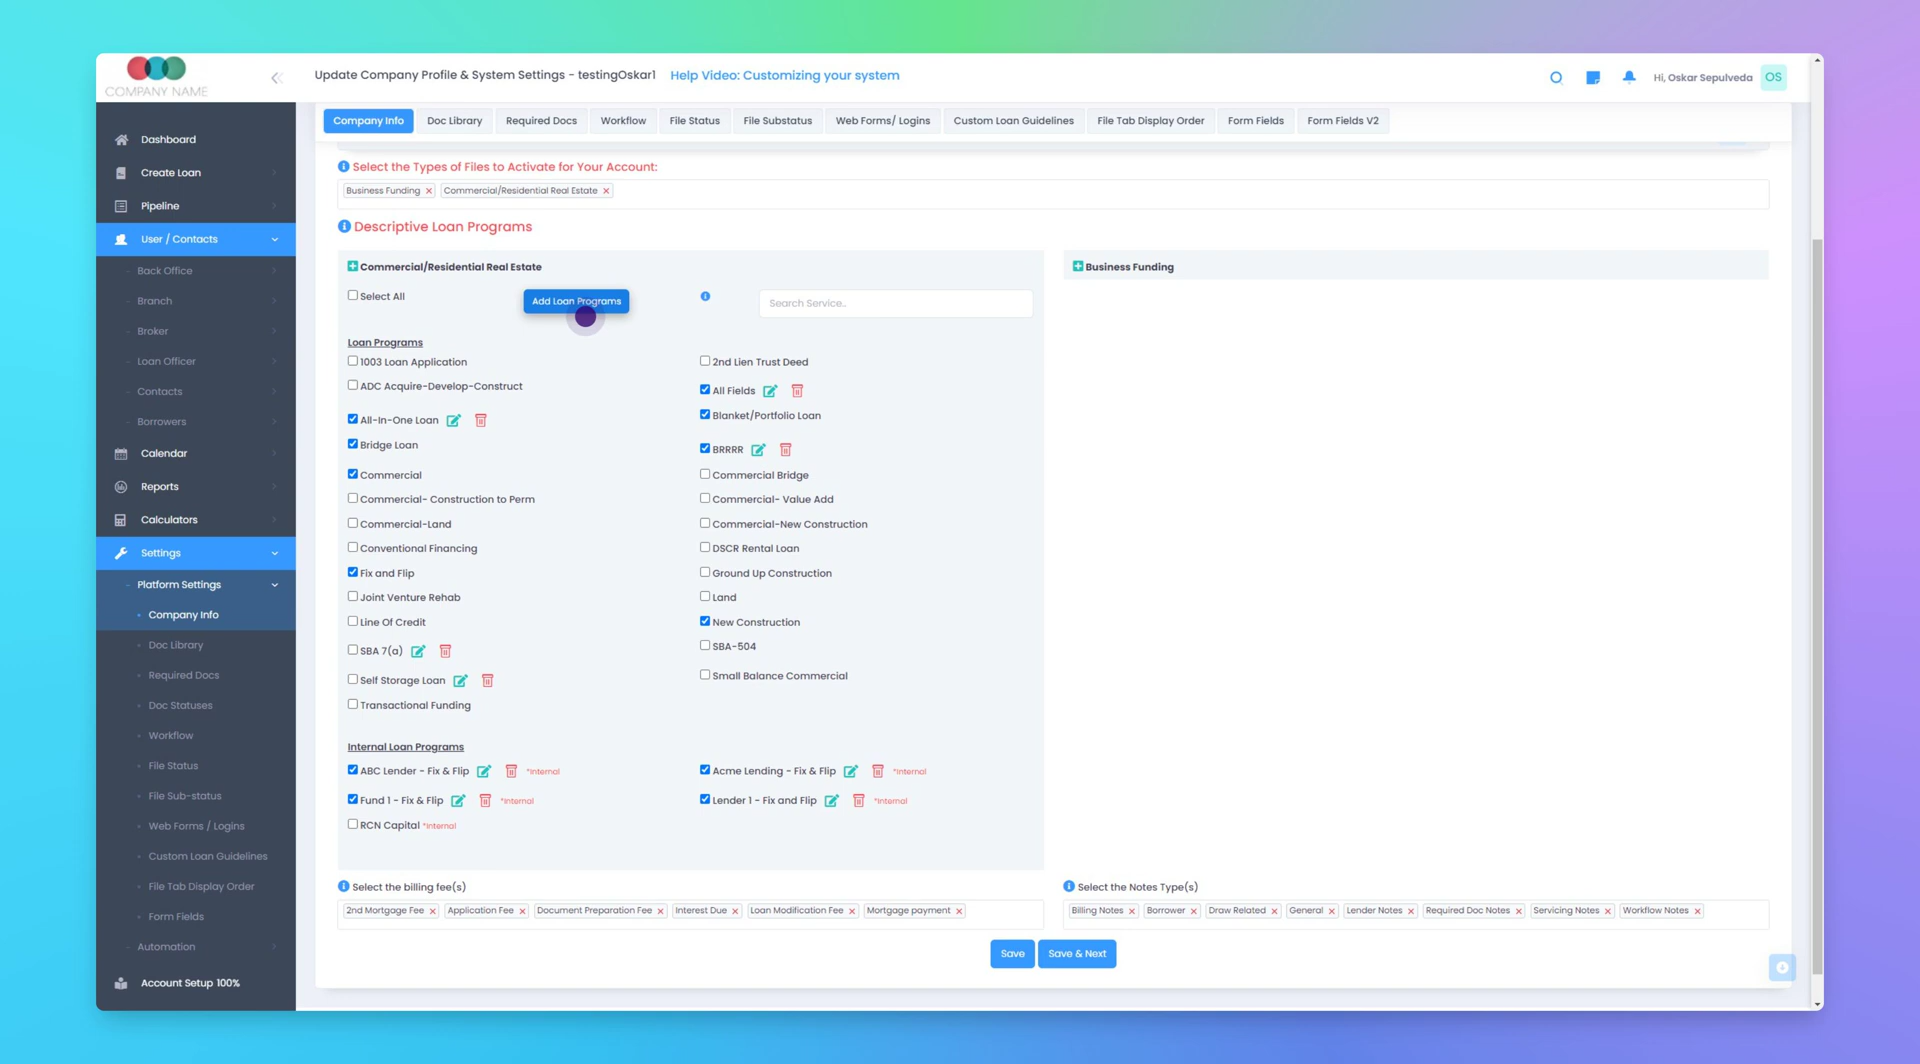 COMPANY NAME
Update Company Profile & System Settings - testingOskar1 Help Video: Customizing your system
Hi, Oskar Sepulveda OS
Dashboard
Create Loan
Pipeline
User / Contacts
Back Office
Branch
Broker
Loan Officer
Contacts
Borrowers
Calendar
Reports
Calculators
Settings
Platform Settings
Company Info
Doc Library
Required Docs
Doc Statuses
Workflow
File Status
File Sub-status
Web Forms / Logins
Custom Loan Guidelines
File Tab Display Order
Form Fields
Automation
Account Setup 100%
Company Info Doc Library Required Docs Workflow File Status File Substatus Web Forms/ Logins Custom Loan Guidelines File Tab Display Order Form Fields Form Fields V2
Select the Types of Files to Activate for Your Account:
Business Funding × Commercial/Residential Real Estate ×
Descriptive Loan Programs
Commercial/Residential Real Estate
Select All Add Loan Programs Search Service..
Loan Programs
1003 Loan Application 2nd Lien Trust Deed
ADC Acquire-Develop-Construct All Fields
All-In-One Loan Blanket/Portfolio Loan
Bridge Loan BRRRR
Commercial Commercial Bridge
Commercial- Construction to Perm Commercial- Value Add
Commercial-Land Commercial-New Construction
Conventional Financing DSCR Rental Loan
Fix and Flip Ground Up Construction
Joint Venture Rehab Land
Line Of Credit New Construction
SBA 7(a) SBA-504
Self Storage Loan Small Balance Commercial
Transactional Funding
Internal Loan Programs
ABC Lender - Fix & Flip *Internal Acme Lending - Fix & Flip *Internal
Fund 1 - Fix & Flip *Internal Lender 1 - Fix and Flip *Internal
RCN Capital *Internal
Business Funding
Select the billing fee(s)
2nd Mortgage Fee × Application Fee × Document Preparation Fee × Interest Due × Loan Modification Fee × Mortgage payment ×
Select the Notes Type(s)
Billing Notes × Borrower × Draw Related × General × Lender Notes × Required Doc Notes × Servicing Notes × Workflow Notes ×
Save Save & Next